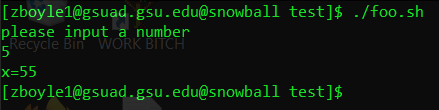 [zboyle1@gsuad.gsu.edu@snowball test]$ ./foo.sh
please input a number
Recycle Bin WORK BITCH
5
x=55
[zboyle1@gsuad.gsu.edu@snowball test]$